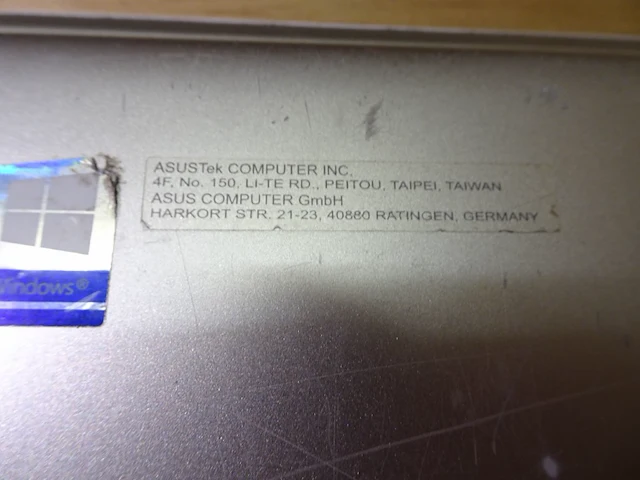 ASUSTek COMPUTER INC.
4F, No. 150, LI-TE RD., PEITOU, TAIPEI, TAIWAN
ASUS COMPUTER GmbH
HARKORT STR. 21-23, 40880 RATINGEN, GERMANY
Windows®